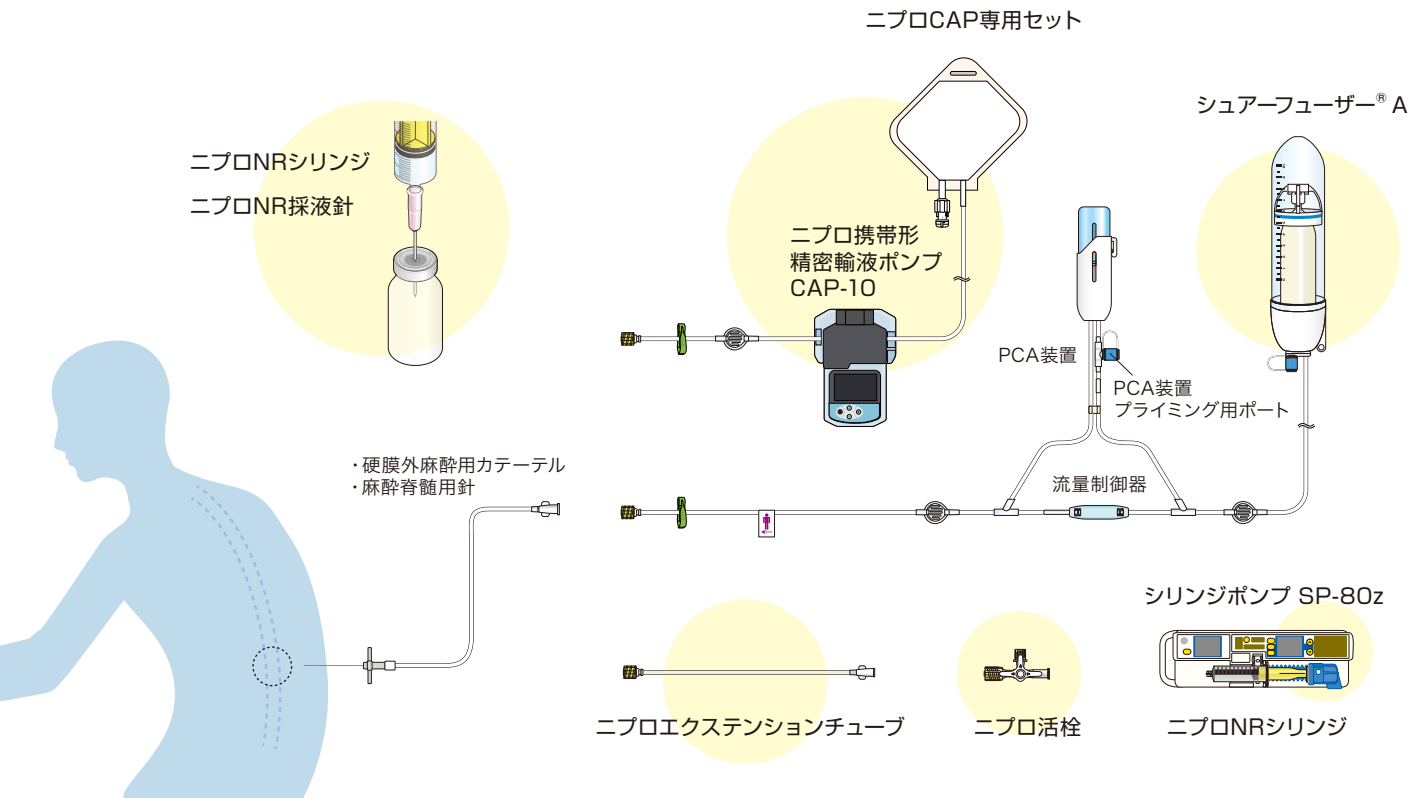 ニプロCAP専用セット
シュアーフューザー® A
ニプロNRシリンジ
ニプロNR採液針
ニプロ携帯形
精密輸液ポンプ
CAP-10
PCA装置
PCA装置
プライミング用ポート
・硬膜外麻酔用カテーテル
・麻酔脊髄用針
流量制御器
シリンジポンプ SP-80z
ニプロエクステンションチューブ
ニプロ活栓
ニプロNRシリンジ